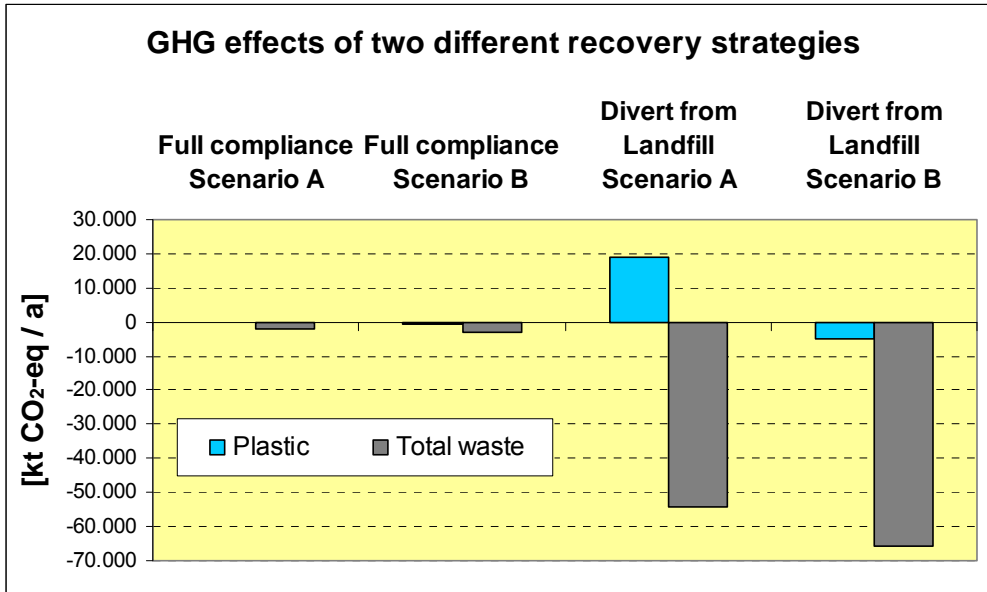 GHG effects of two different recovery strategies
Full compliance
Scenario A
Full compliance
Scenario B
Divert from
Landfill
Scenario A
Divert from
Landfill
Scenario B
[kt CO₂-eq / a]
30.000
20.000
10.000
0
-10.000
-20.000
-30.000
-40.000
-50.000
-60.000
-70.000
Plastic
Total waste